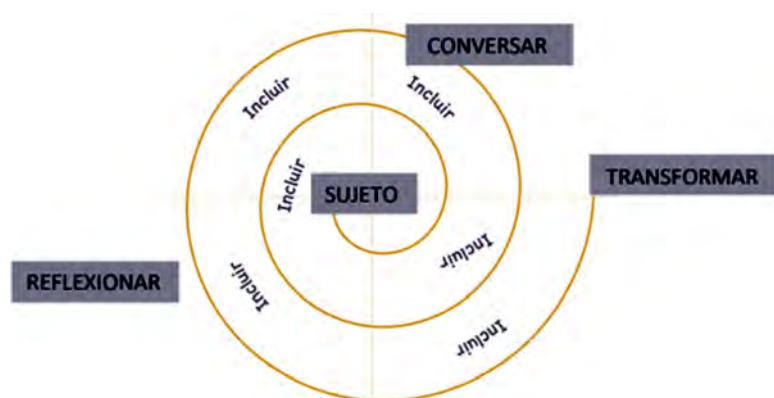 CONVERSAR
Incluir
Incluir
Incluir
SUJETO
TRANSFORMAR
Incluir
REFLEXIONAR
Incluir
Incluir